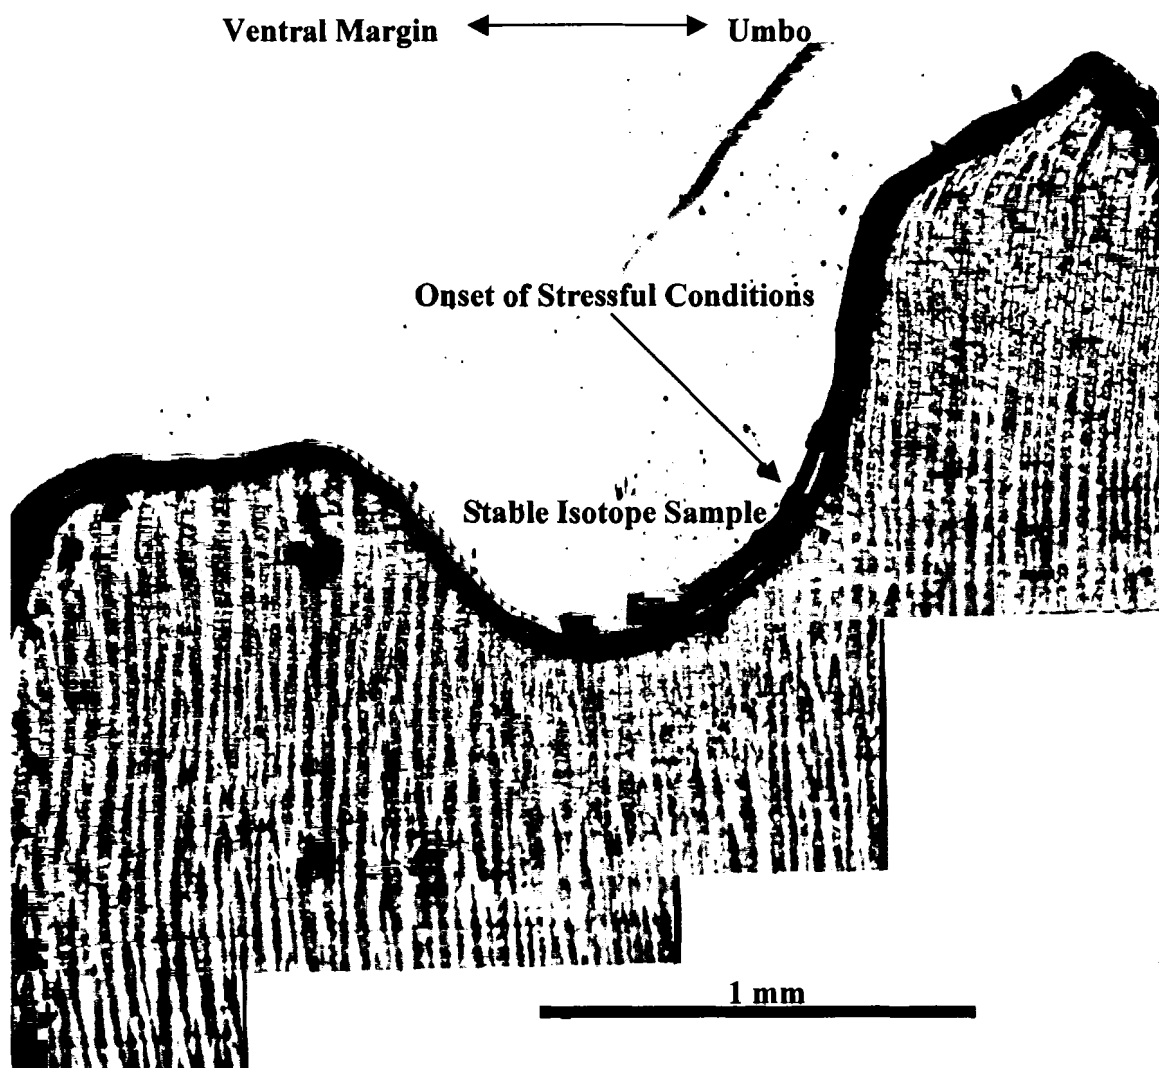 Ventral Margin Umbo
Onset of Stressful Conditions
Stable Isotope Sample
1 mm